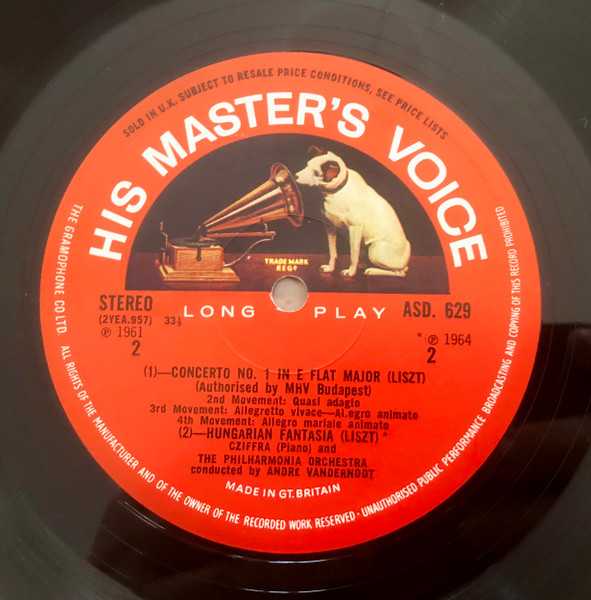 SOLD IN U.K. SUBJECT TO RESALE PRICE CONDITIONS, SEE PRICE LISTS
HIS MASTER'S VOICE
TRADE MARK
REGD
STEREO
(2YEA.957) 33⅓
℗ 1961
2
LONG PLAY
ASD. 629
* ℗ 1964
2
(1)—CONCERTO NO. 1 IN E FLAT MAJOR (LISZT)
(Authorised by MHV Budapest)
2nd Movement: Quasi adagio
3rd Movement: Allegretto vivace—Allegro animato
4th Movement: Allegro marziale animato
(2)—HUNGARIAN FANTASIA (LISZT) *
CZIFFRA (Piano) and
THE PHILHARMONIA ORCHESTRA
conducted by ANDRE VANDERNOOT
MADE IN GT. BRITAIN
THE GRAMOPHONE CO. LTD. ALL RIGHTS OF THE MANUFACTURER AND OF THE OWNER OF THE RECORDED WORK RESERVED · UNAUTHORISED PUBLIC PERFORMANCE BROADCASTING AND COPYING OF THIS RECORD PROHIBITED